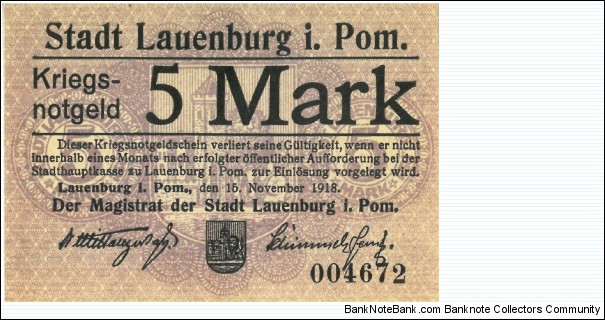 Stadt Lauenburg i. Pom.
Kriegs-
notgeld
5 Mark
Dieser Kriegsnotgeldschein verliert seine Gültigkeit, wenn er nicht
innerhalb eines Monats nach erfolgter öffentlicher Aufforderung bei der
Stadthauptkasse zu Lauenburg i. Pom. zur Einlösung vorgelegt wird.
Lauenburg i. Pom., den 15. November 1918.
Der Magistrat der Stadt Lauenburg i. Pom.
004672
BankNoteBank.com - Banknote Collectors Community